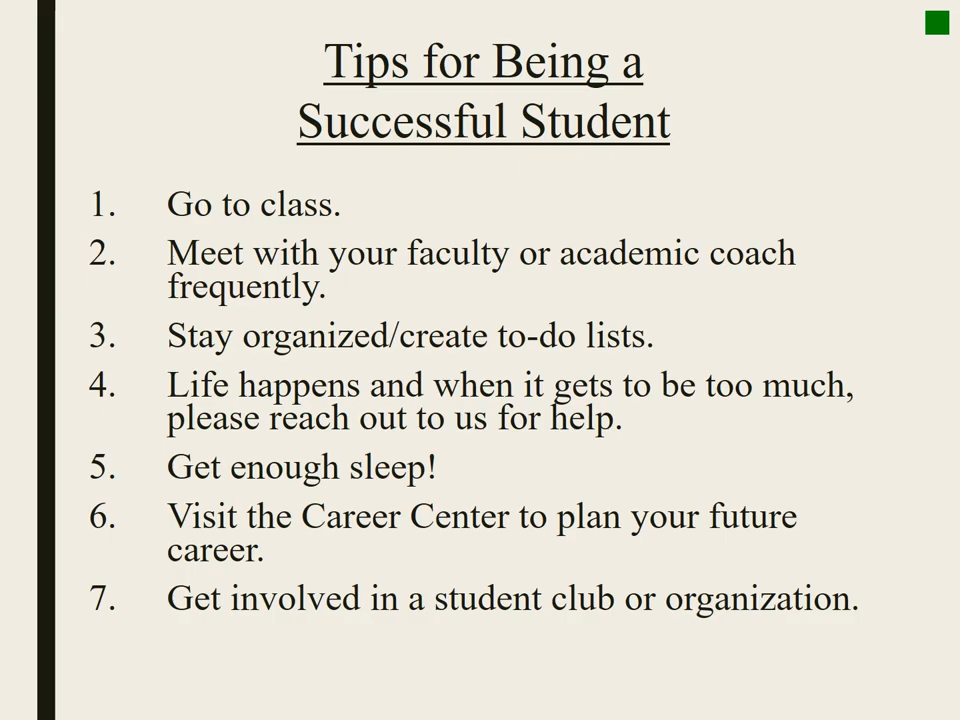 Tips for Being a
Successful Student
1. Go to class.
2. Meet with your faculty or academic coach
frequently.
3. Stay organized/create to-do lists.
4. Life happens and when it gets to be too much,
please reach out to us for help.
5. Get enough sleep!
6. Visit the Career Center to plan your future
career.
7. Get involved in a student club or organization.